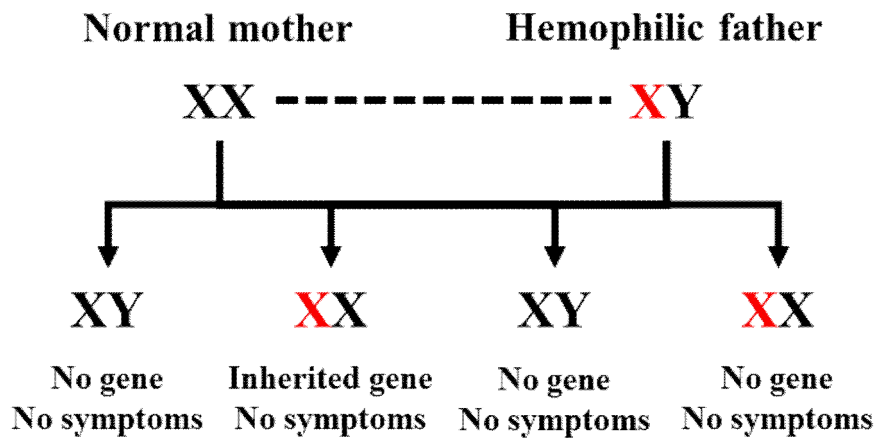 Normal mother Hemophilic father
XX XY
XY XX XY XX
No gene Inherited gene No gene No gene
No symptoms No symptoms No symptoms No symptoms